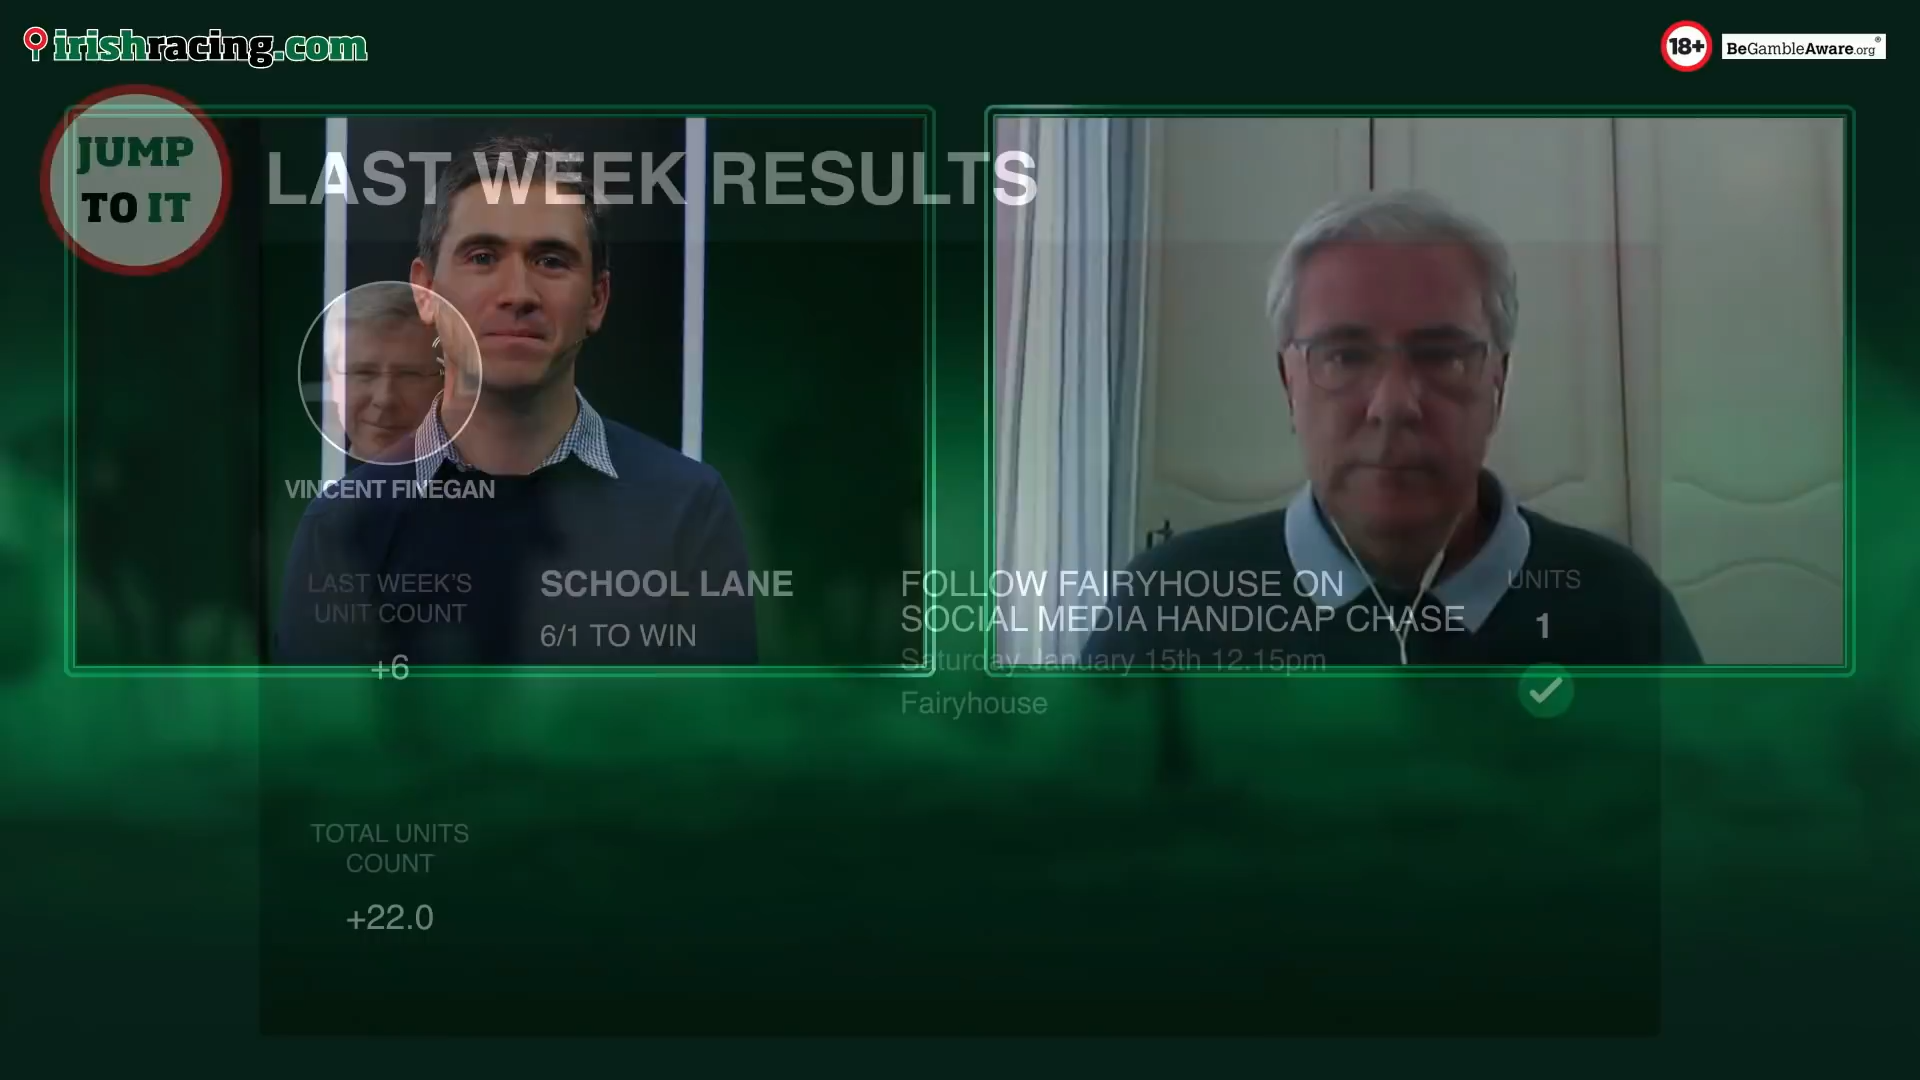 irishracing.com
18+
BeGambleAware.org®
JUMP
TO IT
LAST WEEK RESULTS
VINCENT FINEGAN
LAST WEEK'S
UNIT COUNT
+6
SCHOOL LANE
6/1 TO WIN
FOLLOW FAIRYHOUSE ON
SOCIAL MEDIA HANDICAP CHASE
Saturday January 15th 12.15pm
Fairyhouse
UNITS
1
TOTAL UNITS
COUNT
+22.0